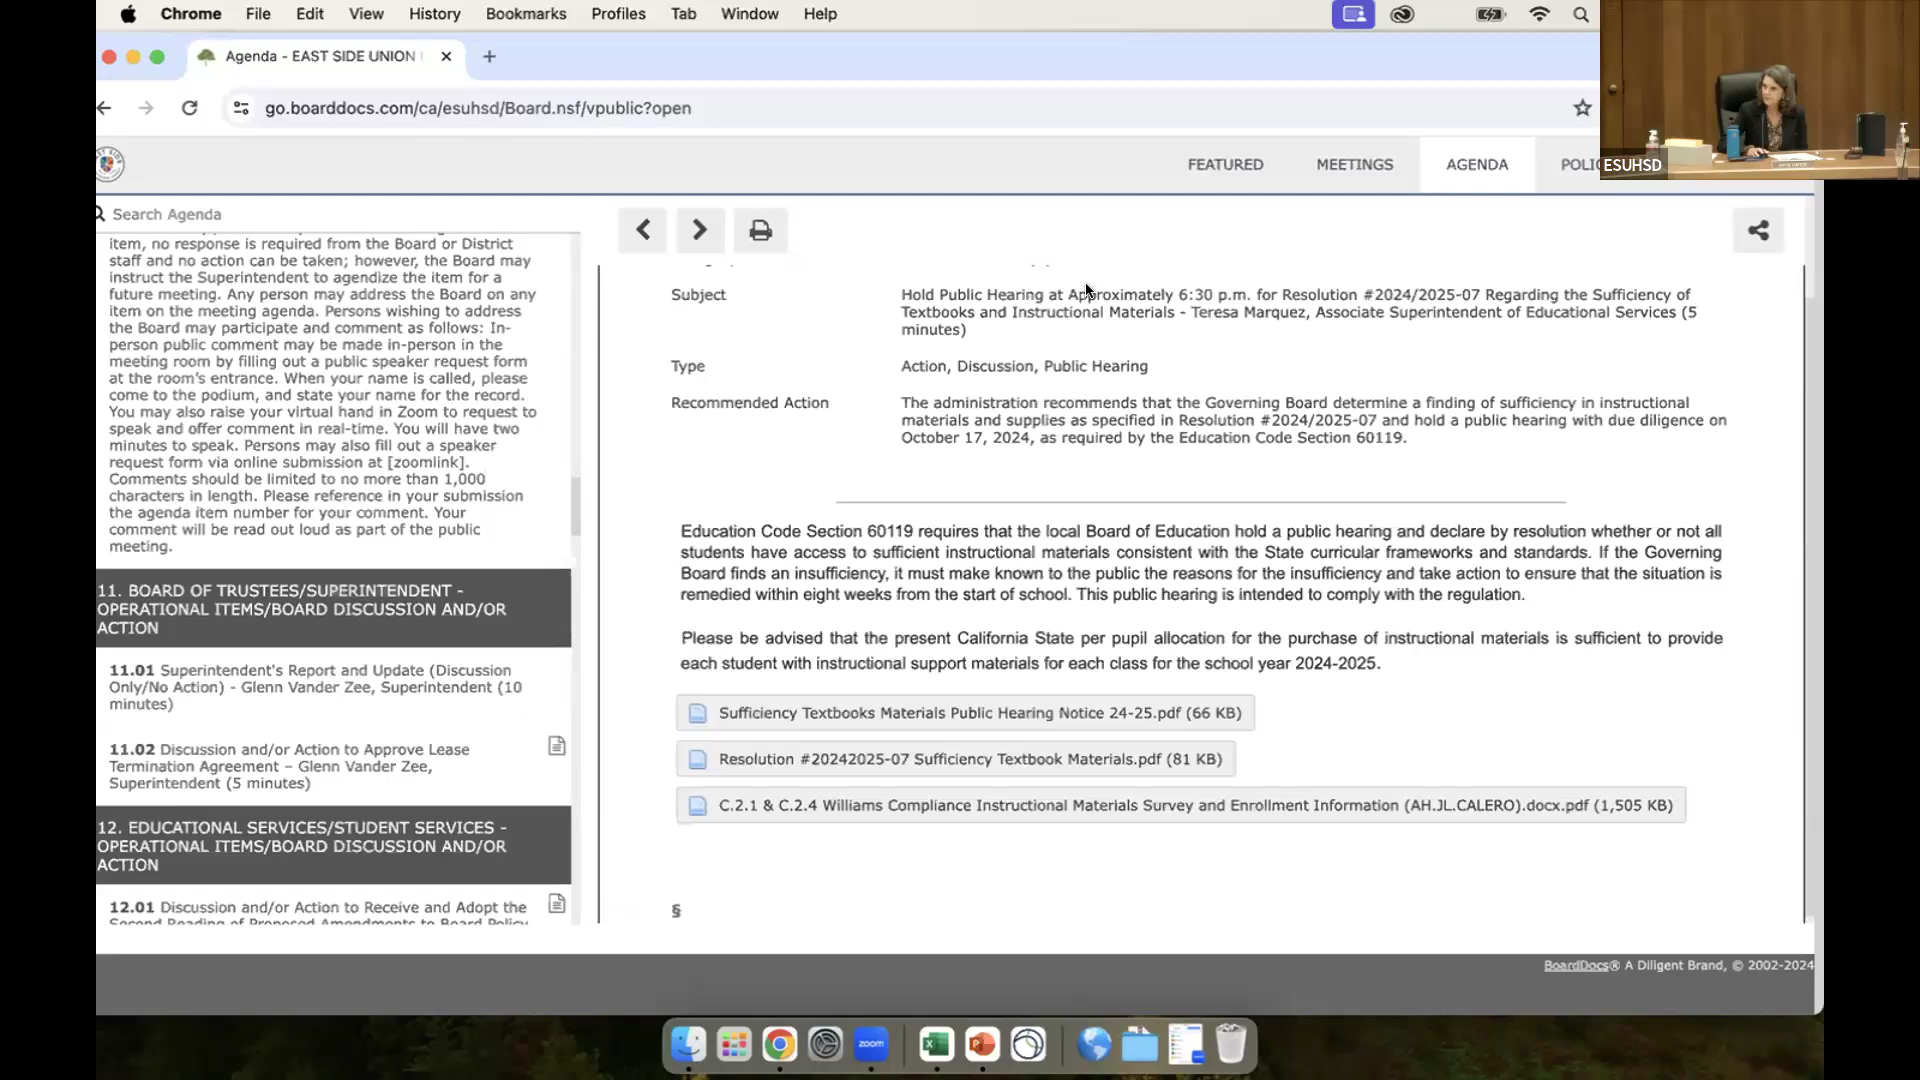 Chrome File Edit View History Bookmarks Profiles Tab Window Help
Agenda - EAST SIDE UNION
go.boarddocs.com/ca/esuhsd/Board.nsf/vpublic?open
ESUHSD
FEATURED MEETINGS AGENDA
Search Agenda
item, no response is required from the Board or District
staff and no action can be taken; however, the Board may
instruct the Superintendent to agendize the item for a
future meeting. Any person may address the Board on any
item on the meeting agenda. Persons wishing to address
the Board may participate and comment as follows: In-
person public comment may be made in-person in the
meeting room by filling out a public speaker request form
at the room's entrance. When your name is called, please
come to the podium, and state your name for the record.
You may also raise your virtual hand in Zoom to request to
speak and offer comment in real-time. You will have two
minutes to speak. Persons may also fill out a speaker
request form via online submission at [zoomlink].
Comments should be limited to no more than 1,000
characters in length. Please reference in your submission
the agenda item number for your comment. Your
comment will be read out loud as part of the public
meeting.
11. BOARD OF TRUSTEES/SUPERINTENDENT -
OPERATIONAL ITEMS/BOARD DISCUSSION AND/OR
ACTION
11.01 Superintendent's Report and Update (Discussion
Only/No Action) - Glenn Vander Zee, Superintendent (10
minutes)
11.02 Discussion and/or Action to Approve Lease
Termination Agreement – Glenn Vander Zee,
Superintendent (5 minutes)
12. EDUCATIONAL SERVICES/STUDENT SERVICES -
OPERATIONAL ITEMS/BOARD DISCUSSION AND/OR
ACTION
12.01 Discussion and/or Action to Receive and Adopt the
Second Reading of Proposed Amendments to Board Policy
Subject
Hold Public Hearing at Approximately 6:30 p.m. for Resolution #2024/2025-07 Regarding the Sufficiency of
Textbooks and Instructional Materials - Teresa Marquez, Associate Superintendent of Educational Services (5
minutes)
Type
Action, Discussion, Public Hearing
Recommended Action
The administration recommends that the Governing Board determine a finding of sufficiency in instructional
materials and supplies as specified in Resolution #2024/2025-07 and hold a public hearing with due diligence on
October 17, 2024, as required by the Education Code Section 60119.
Education Code Section 60119 requires that the local Board of Education hold a public hearing and declare by resolution whether or not all
students have access to sufficient instructional materials consistent with the State curricular frameworks and standards. If the Governing
Board finds an insufficiency, it must make known to the public the reasons for the insufficiency and take action to ensure that the situation is
remedied within eight weeks from the start of school. This public hearing is intended to comply with the regulation.
Please be advised that the present California State per pupil allocation for the purchase of instructional materials is sufficient to provide
each student with instructional support materials for each class for the school year 2024-2025.
Sufficiency Textbooks Materials Public Hearing Notice 24-25.pdf (66 KB)
Resolution #20242025-07 Sufficiency Textbook Materials.pdf (81 KB)
C.2.1 & C.2.4 Williams Compliance Instructional Materials Survey and Enrollment Information (AH.JL.CALERO).docx.pdf (1,505 KB)
§
BoardDocs® A Diligent Brand, © 2002-2024
zoom